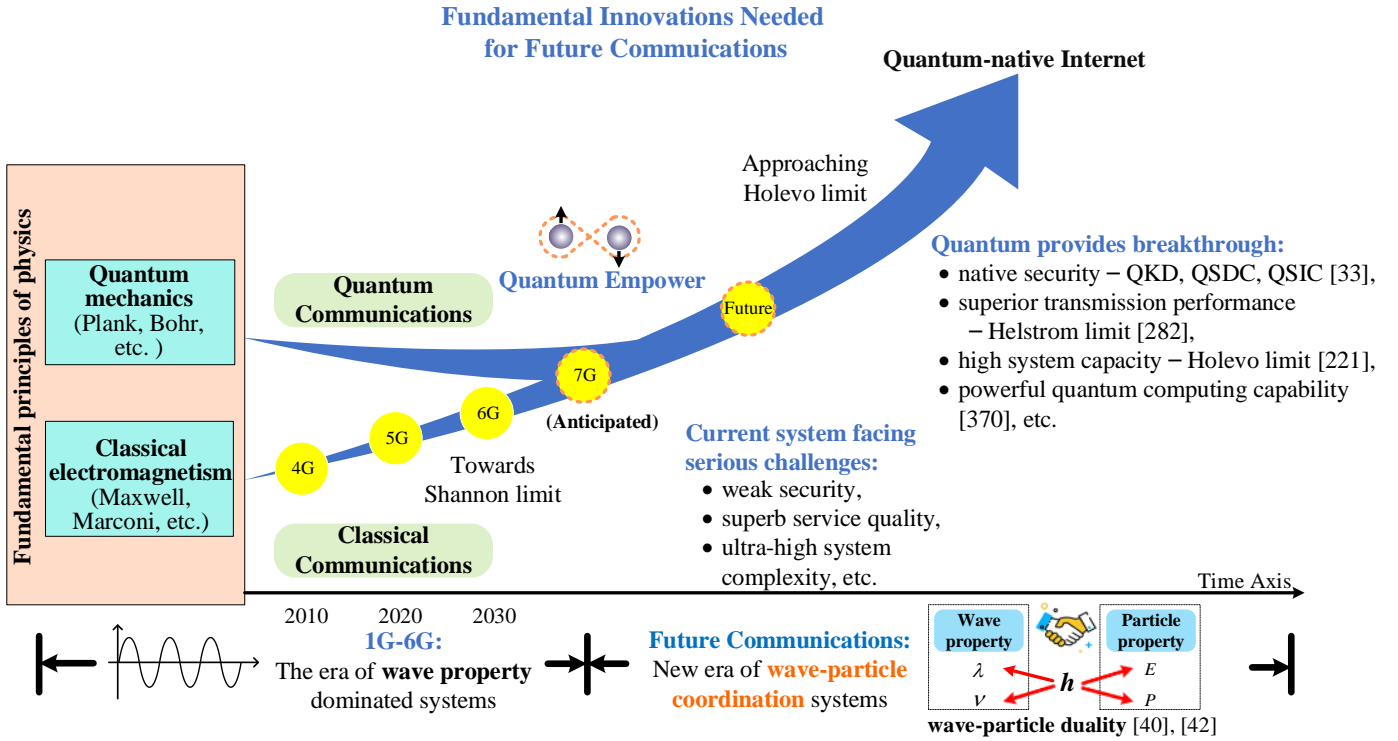 Fundamental Innovations Needed
for Future Commuications
Quantum-native Internet
Approaching
Holevo limit
Fundamental principles of physics
Quantum
mechanics
(Plank, Bohr,
etc. )
Classical
electromagnetism
(Maxwell,
Marconi, etc.)
Quantum
Communications
Quantum Empower
Future
7G
(Anticipated)
6G
5G
4G
Towards
Shannon limit
Classical
Communications
Quantum provides breakthrough:
• native security – QKD, QSDC, QSIC [33],
• superior transmission performance
– Helstrom limit [282],
• high system capacity – Holevo limit [221],
• powerful quantum computing capability
[370], etc.
Current system facing
serious challenges:
• weak security,
• superb service quality,
• ultra-high system
complexity, etc.
Time Axis
2010 2020 2030
1G-6G:
The era of wave property
dominated systems
Future Communications:
New era of wave-particle
coordination systems
Wave
property
λ
ν
h
Particle
property
E
P
wave-particle duality [40], [42]